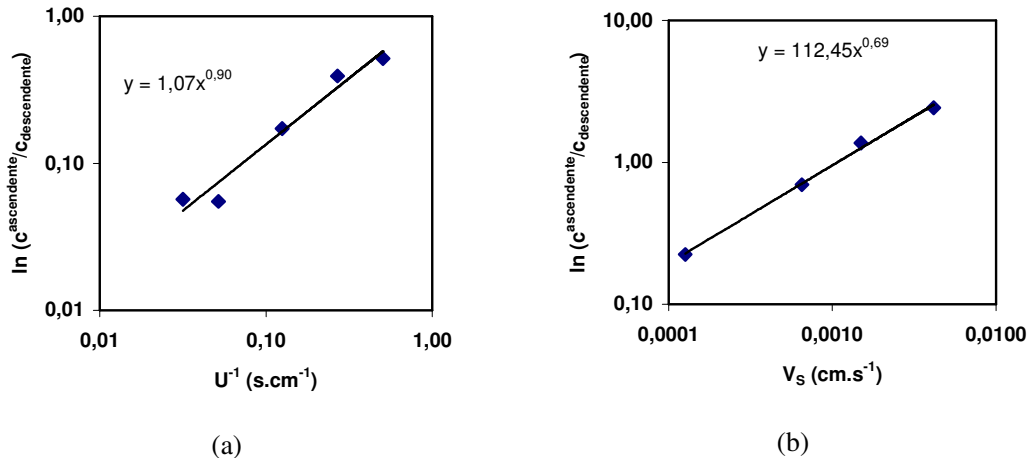 1,00
0,10
0,01
0,01 0,10 1,00
ln (c^ascendente/c_descendente)
y = 1,07x^0,90
U^-1 (s.cm^-1)
(a)
10,00
1,00
0,10
0,0001 0,0010 0,0100
ln (c^ascendente/c_descendente)
y = 112,45x^0,69
V_S (cm.s^-1)
(b)